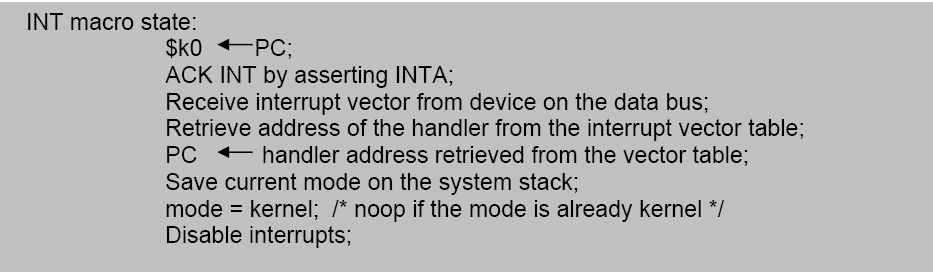 INT macro state:
$k0 ← PC;
ACK INT by asserting INTA;
Receive interrupt vector from device on the data bus;
Retrieve address of the handler from the interrupt vector table;
PC ← handler address retrieved from the vector table;
Save current mode on the system stack;
mode = kernel; /* noop if the mode is already kernel */
Disable interrupts;